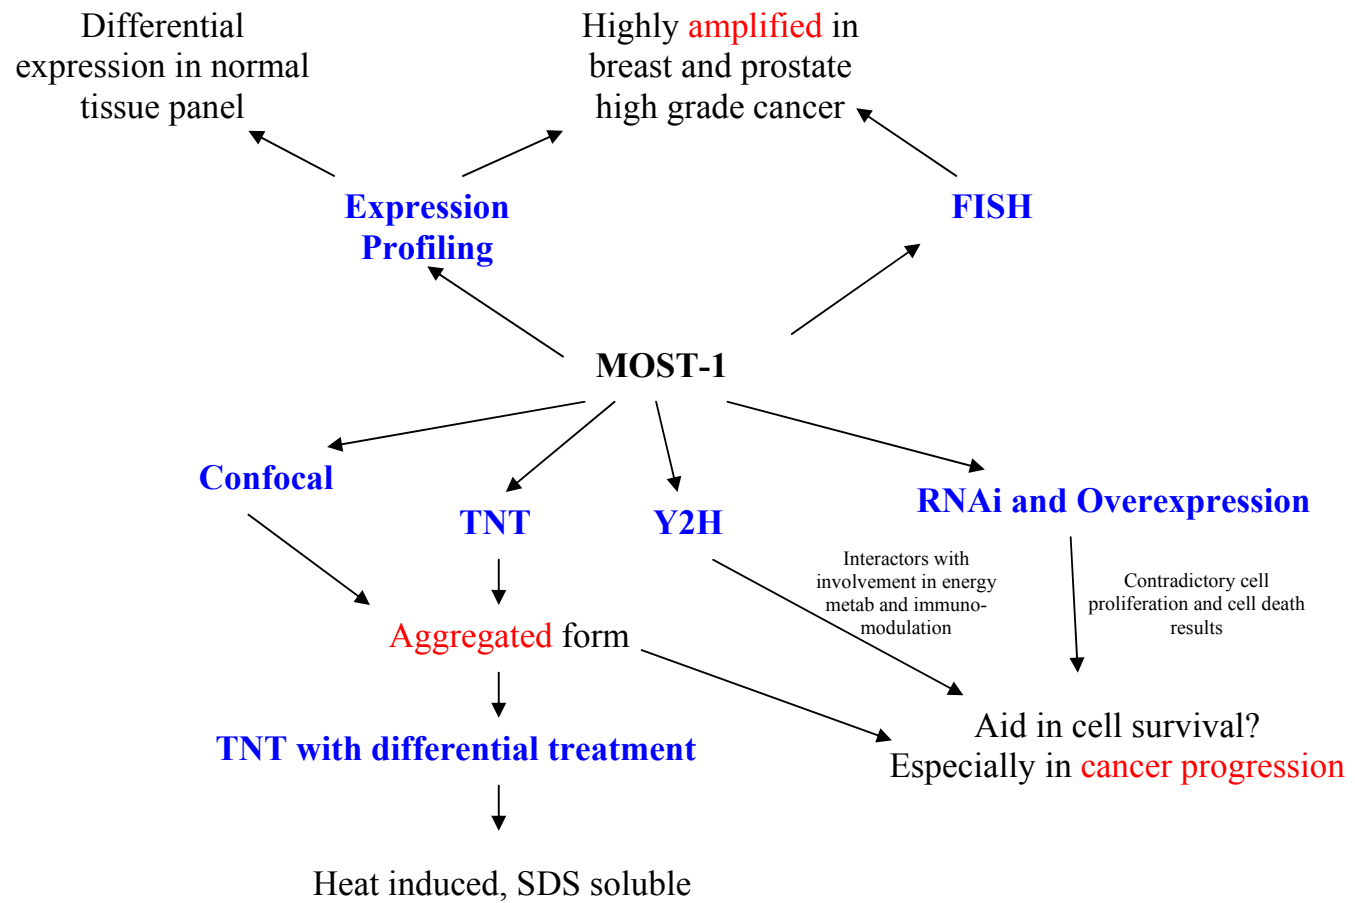 Differential
expression in normal
tissue panel
Highly amplified in
breast and prostate
high grade cancer
Expression
Profiling
FISH
MOST-1
Confocal
TNT
Y2H
RNAi and Overexpression
Interactors with
involvement in energy
metab and immuno-
modulation
Contradictory cell
proliferation and cell death
results
Aggregated form
Aid in cell survival?
Especially in cancer progression
TNT with differential treatment
Heat induced, SDS soluble